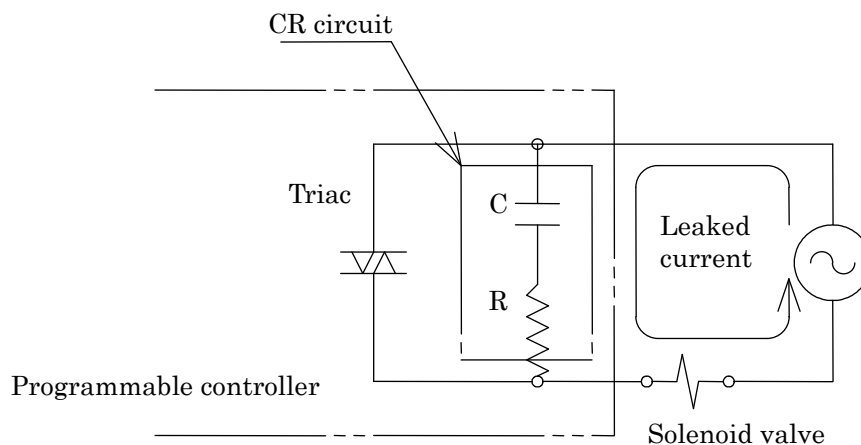 CR circuit
Triac
C
Leaked
current
R
Programmable controller
Solenoid valve